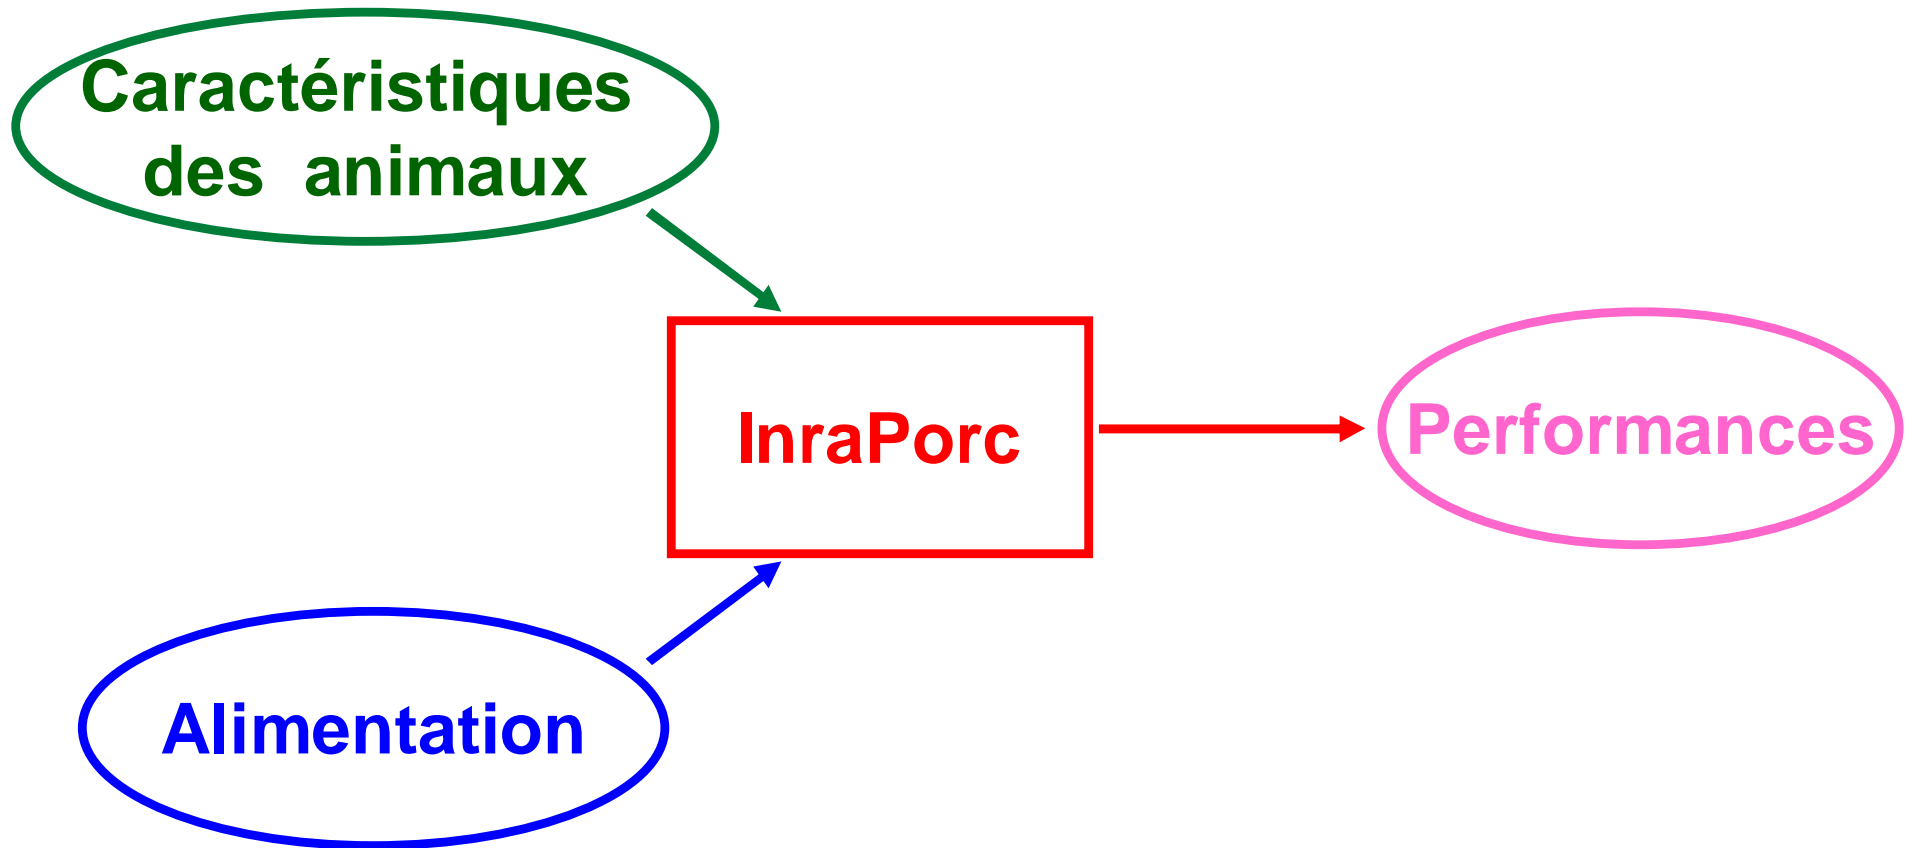 Caractéristiques
des animaux
InraPorc
Performances
Alimentation